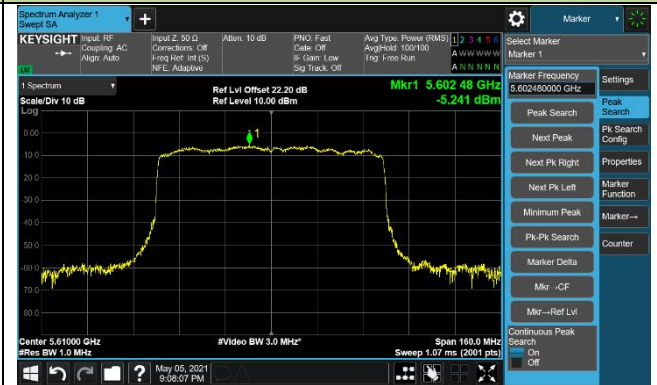 Spectrum Analyzer 1
Swept SA
+
Marker
KEYSIGHT
Input: RF
Coupling: AC
Align: Auto
Input Z: 50 Ω
Corrections: Off
Freq Ref: Int (S)
NFE: Adaptive
Atten: 10 dB
PNO: Fast
Gate: Off
IF Gain: Low
Sig Track: Off
Avg Type: Power (RMS)
Avg|Hold: 100/100
Trig: Free Run
1 2 3 4 5 6
A W W W W W
A N N N N N
Select Marker
Marker 1
1 Spectrum
Scale/Div 10 dB
Log
Ref Lvl Offset 22.20 dB
Ref Level 10.00 dBm
Mkr1 5.602 48 GHz
-5.241 dBm
Marker Frequency
5.602480000 GHz
Settings
Peak Search
Peak
Search
Next Peak
Pk Search
Config
Next Pk Right
Properties
Next Pk Left
Marker
Function
Minimum Peak
Marker→
Pk-Pk Search
Counter
Marker Delta
Mkr→CF
Mkr→Ref Lvl
Continuous Peak
Search
On
Off
1
0.00
-10.0
-20.0
-30.0
-40.0
-50.0
-60.0
-70.0
-80.0
Center 5.61000 GHz
#Res BW 1.0 MHz
#Video BW 3.0 MHz*
Span 160.0 MHz
Sweep 1.07 ms (2001 pts)
?
May 05, 2021
9:08:07 PM